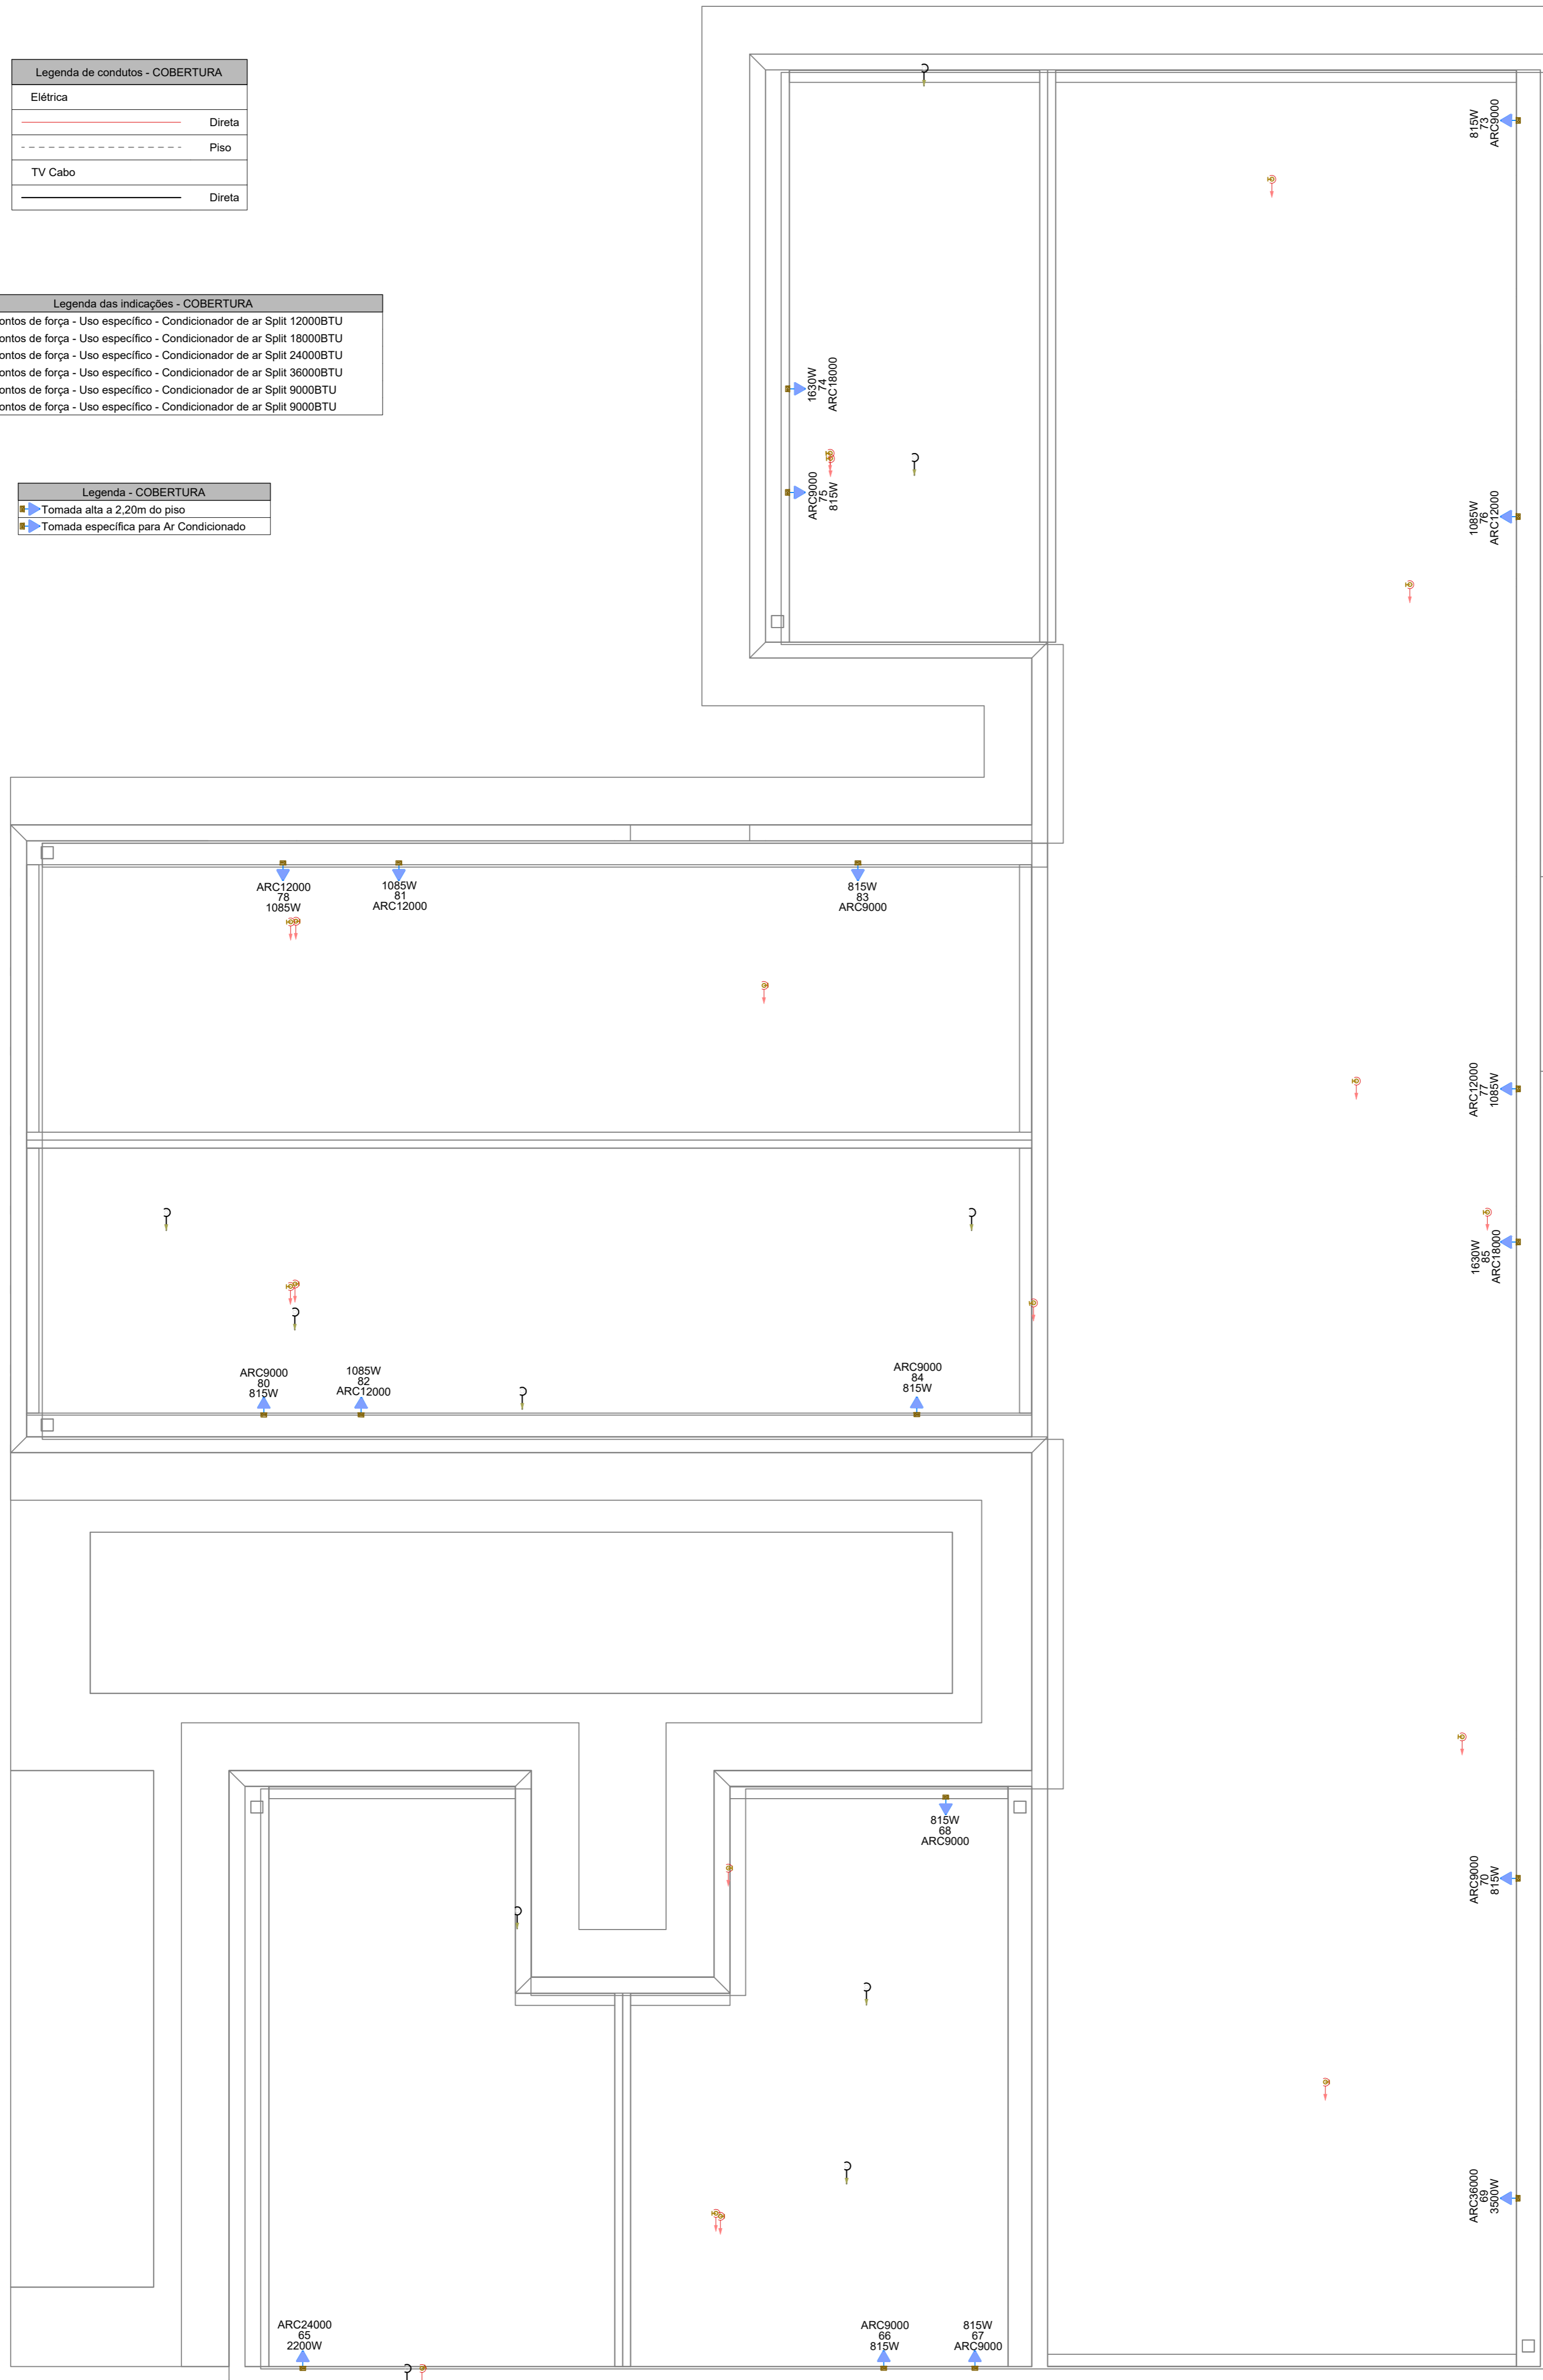 Legenda de condutos - COBERTURA
Elétrica
Direta
Piso
TV Cabo
Direta
Legenda das indicações - COBERTURA
ontos de força - Uso específico - Condicionador de ar Split 12000BTU
ontos de força - Uso específico - Condicionador de ar Split 18000BTU
ontos de força - Uso específico - Condicionador de ar Split 24000BTU
ontos de força - Uso específico - Condicionador de ar Split 36000BTU
ontos de força - Uso específico - Condicionador de ar Split 9000BTU
ontos de força - Uso específico - Condicionador de ar Split 9000BTU
Legenda - COBERTURA
Tomada alta a 2,20m do piso
Tomada específica para Ar Condicionado
815W
73
ARC9000
1630W
74
ARC18000
ARC9000
75
815W
1085W
76
ARC12000
ARC12000
78
1085W
1085W
81
ARC12000
815W
83
ARC9000
ARC12000
77
1085W
1630W
85
ARC18000
ARC9000
80
815W
1085W
82
ARC12000
ARC9000
84
815W
815W
68
ARC9000
ARC9000
70
815W
ARC36000
69
3500W
ARC24000
65
2200W
ARC9000
66
815W
815W
67
ARC9000